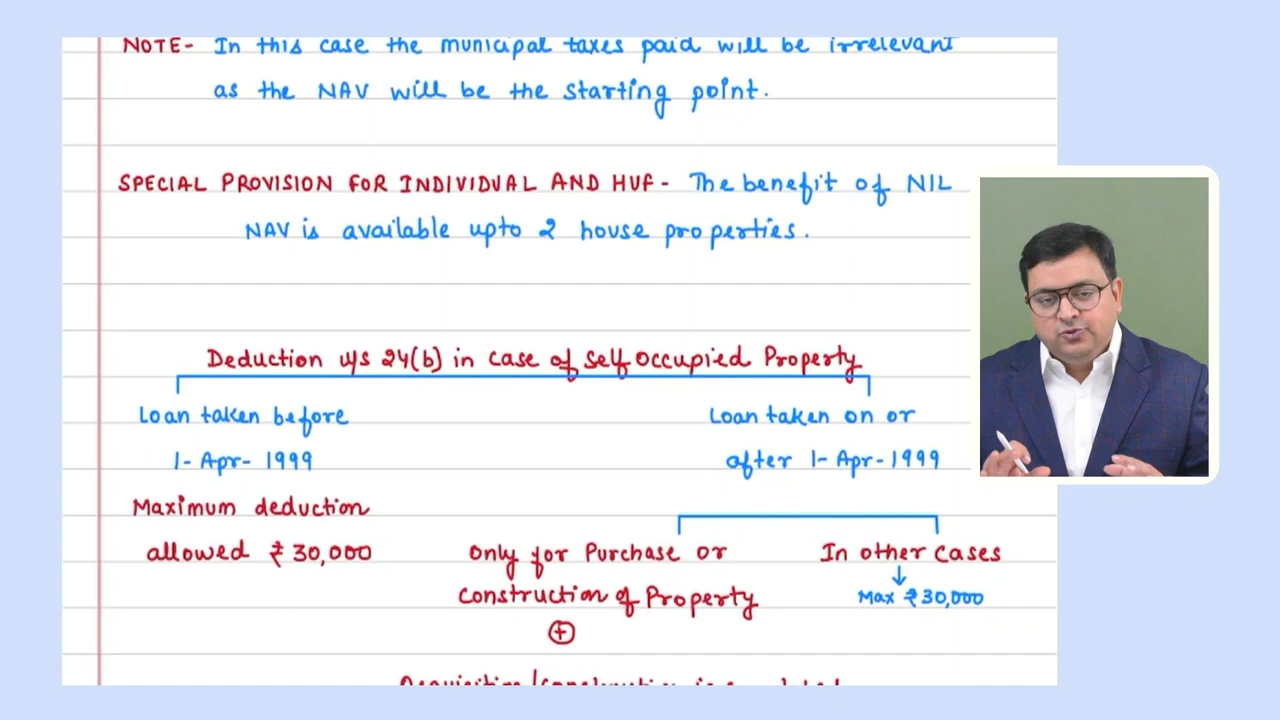 NOTE- In this case the municipal taxes paid will be irrelevant
as the NAV will be the starting point.
SPECIAL PROVISION FOR INDIVIDUAL AND HUF- The benefit of NIL
NAV is available upto 2 house properties.
Deduction u/s 24(b) in case of self occupied Property
Loan taken before
1-Apr-1999
Loan taken on or
after 1-Apr-1999
Maximum deduction
allowed ₹30,000
Only for Purchase or
Construction of Property
+
In other cases
↓
Max ₹30,000